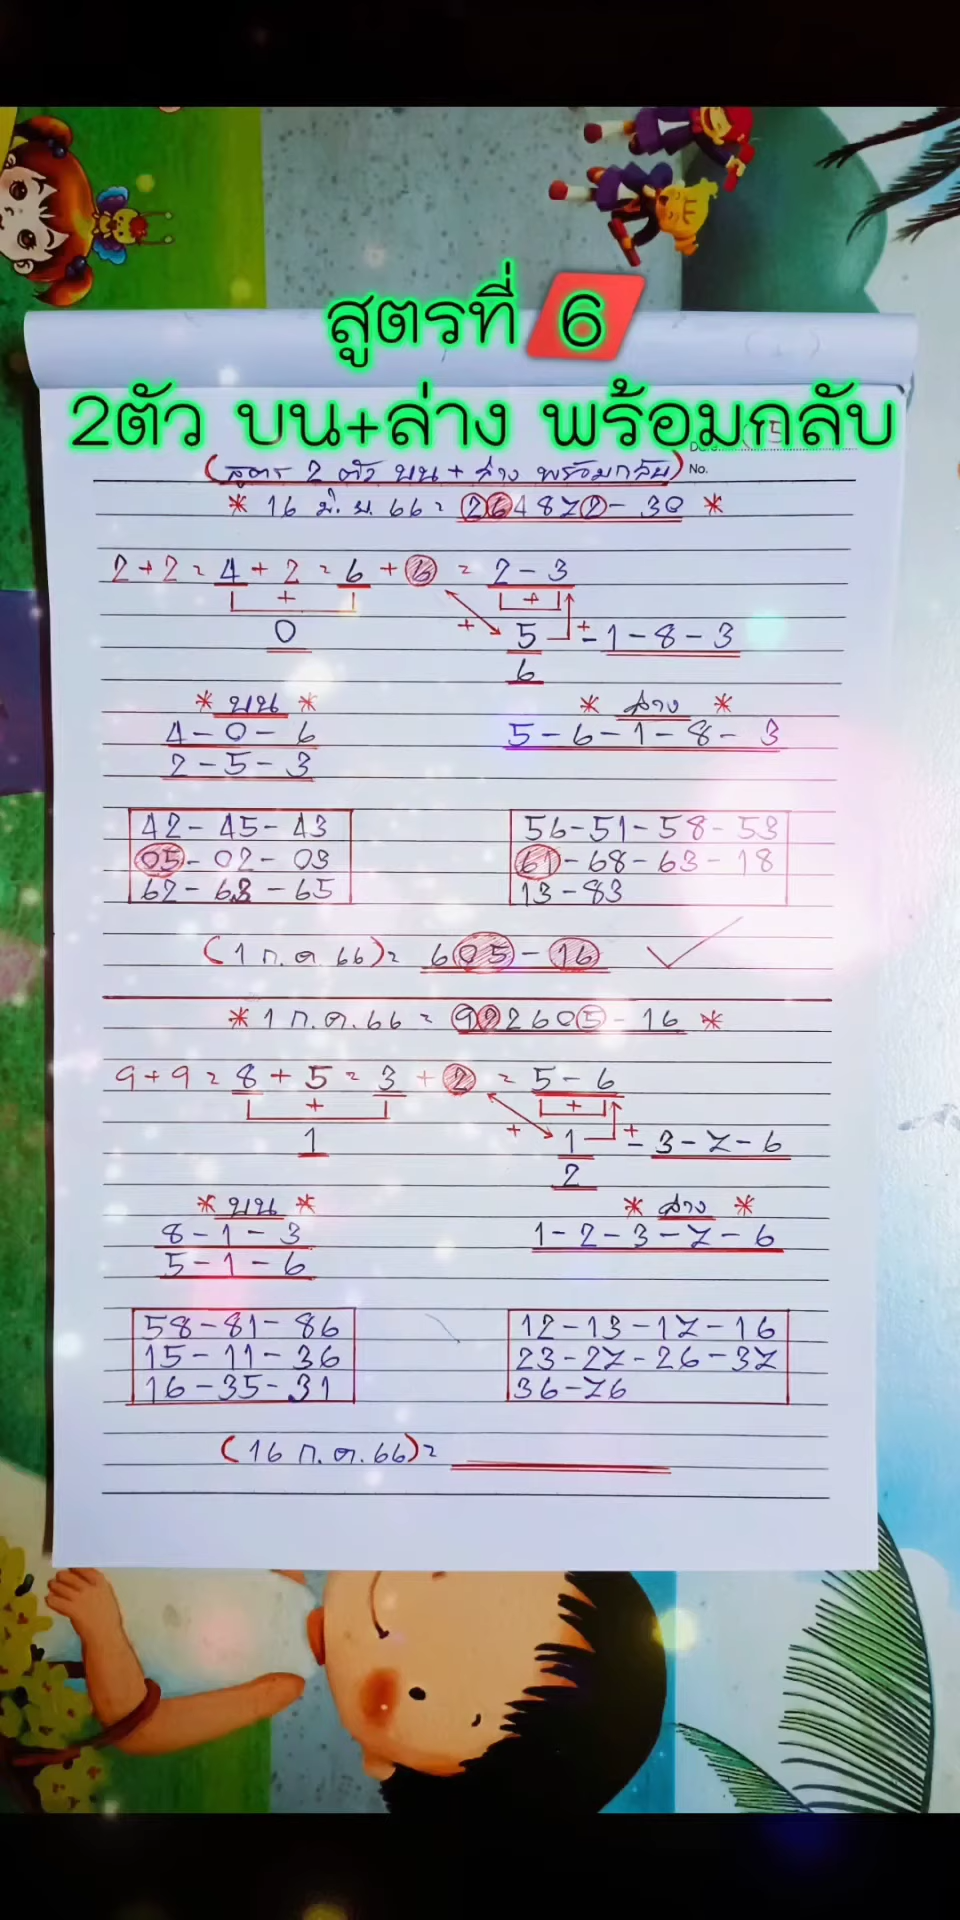 สูตรที่ 6
2ตัว บน+ล่าง พร้อมกลับ
(สูตร 2 ตัว บน + ล่าง พร้อมกลับ) No.
* 16 มิ.ย. 66 = 264872 - 30 *
2 + 2 = 4 + 2 = 6 + 6 = 2 - 3
+ +
0 + 5 + = 1 - 8 - 3
6
* บน * * ล่าง *
4 - 0 - 6 5 - 6 - 1 - 8 - 3
2 - 5 - 3
42 - 45 - 43 56 - 51 - 58 - 53
05 - 02 - 03 61 - 68 - 63 - 18
62 - 63 - 65 13 - 83
(1 ก.ค. 66) = 605 - 16
* 1 ก.ค. 66 = 922605 - 16 *
9 + 9 = 8 + 5 = 3 + 2 = 5 - 6
+ +
1 + 1 + = 3 - 7 - 6
2
* บน * * ล่าง *
8 - 1 - 3 1 - 2 - 3 - 7 - 6
5 - 1 - 6
58 - 81 - 86 12 - 13 - 17 - 16
15 - 11 - 36 23 - 27 - 26 - 37
16 - 35 - 31 36 - 76
(16 ก.ค. 66) =